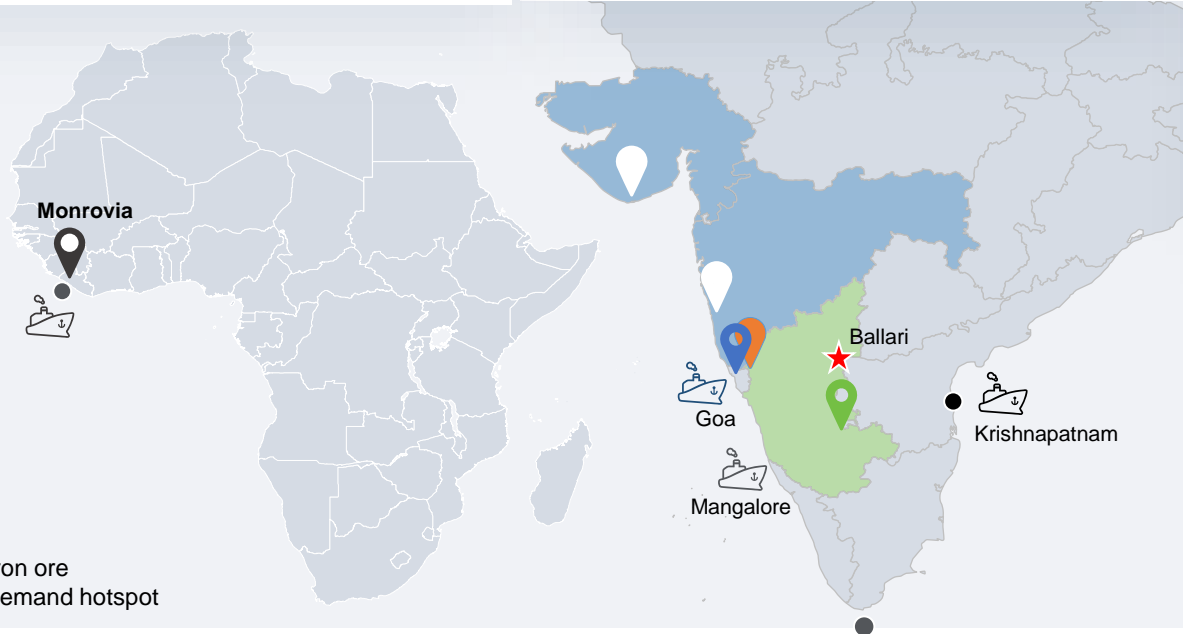 Monrovia
Ballari
Goa
Krishnapatnam
Mangalore
on ore
emand hotspot